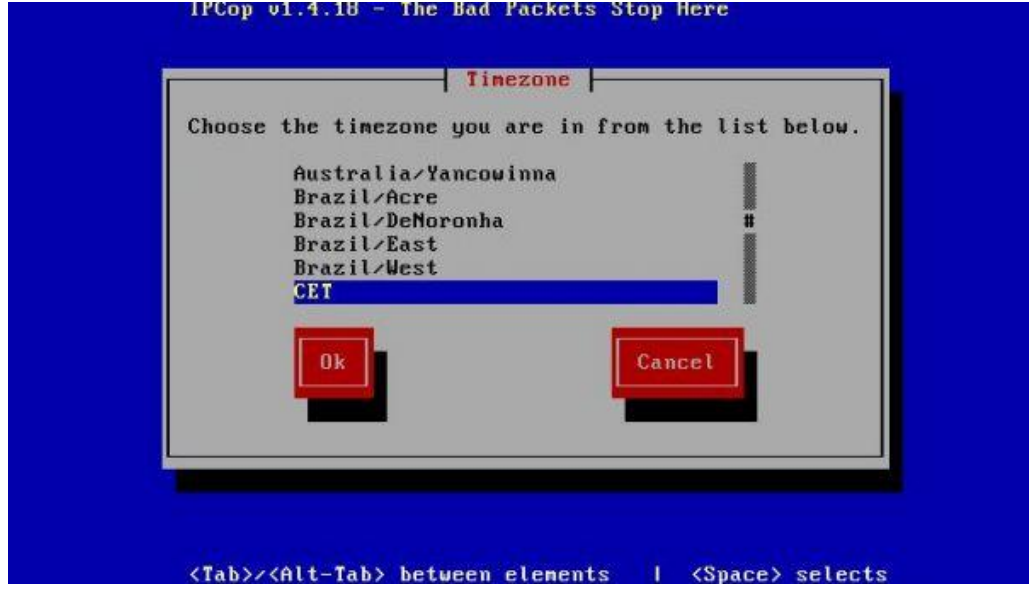 IPCop v1.4.18 - The Bad Packets Stop Here
Timezone
Choose the timezone you are in from the list below.
Australia/Yancowinna
Brazil/Acre
Brazil/DeNoronha
#
Brazil/East
Brazil/West
CET
Ok
Cancel
<Tab>/<Alt-Tab> between elements | <Space> selects